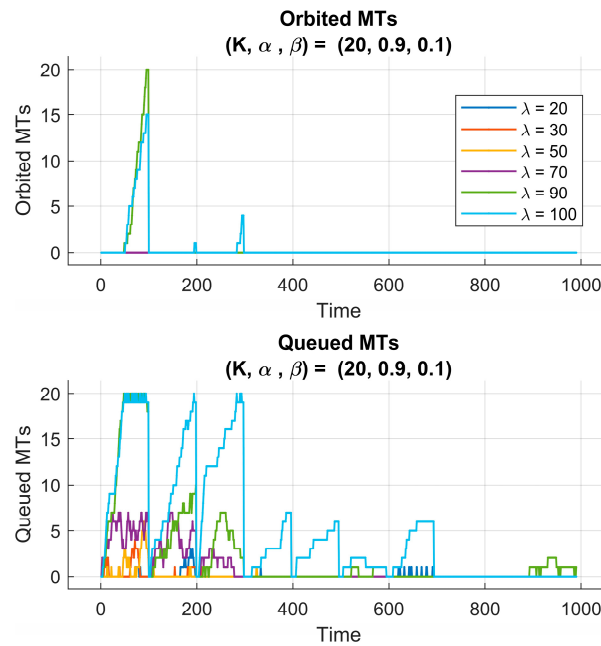 Orbited MTs
(K, α , β) = (20, 0.9, 0.1)
20
15
10
5
0
Orbited MTs
λ = 20
λ = 30
λ = 50
λ = 70
λ = 90
λ = 100
0 200 400 600 800 1000
Time
Queued MTs
(K, α , β) = (20, 0.9, 0.1)
20
15
10
5
0
Queued MTs
0 200 400 600 800 1000
Time